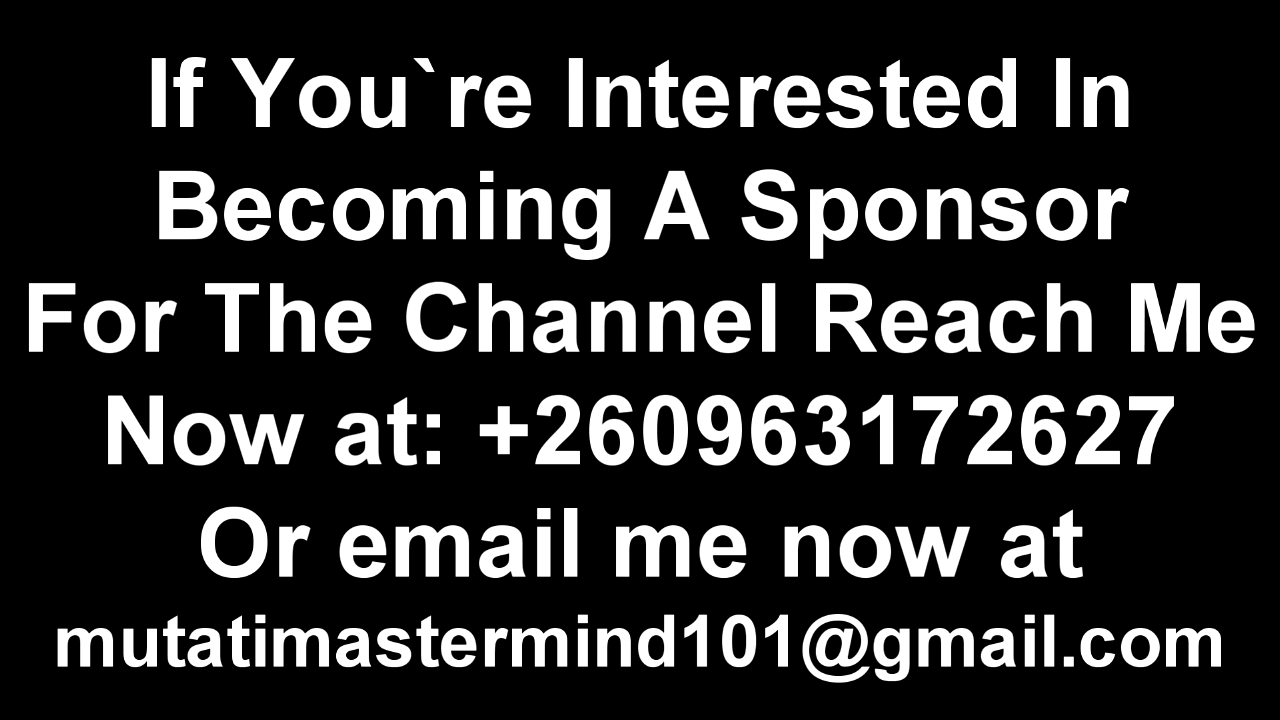 If You`re Interested In
Becoming A Sponsor
For The Channel Reach Me
Now at: +260963172627
Or email me now at
mutatimastermind101@gmail.com